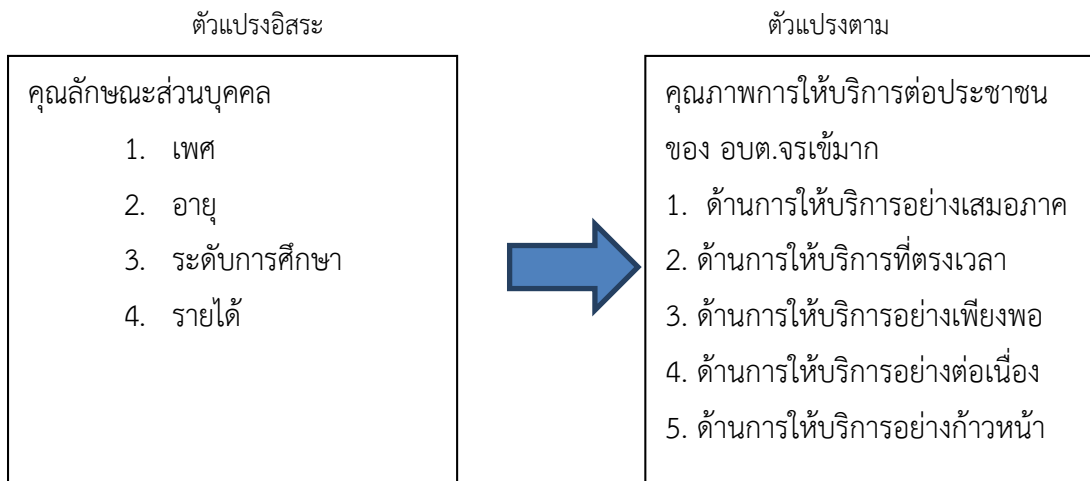 ตัวแปรอิสระ
คุณลักษณะส่วนบุคคล
1. เพศ
2. อายุ
3. ระดับการศึกษา
4. รายได้
ตัวแปรตาม
คุณภาพการให้บริการต่อประชาชน
ของ อบต.จรเข้มาก
1. ด้านการให้บริการอย่างเสมอภาค
2. ด้านการให้บริการที่ตรงเวลา
3. ด้านการให้บริการอย่างเพียงพอ
4. ด้านการให้บริการอย่างต่อเนื่อง
5. ด้านการให้บริการอย่างก้าวหน้า